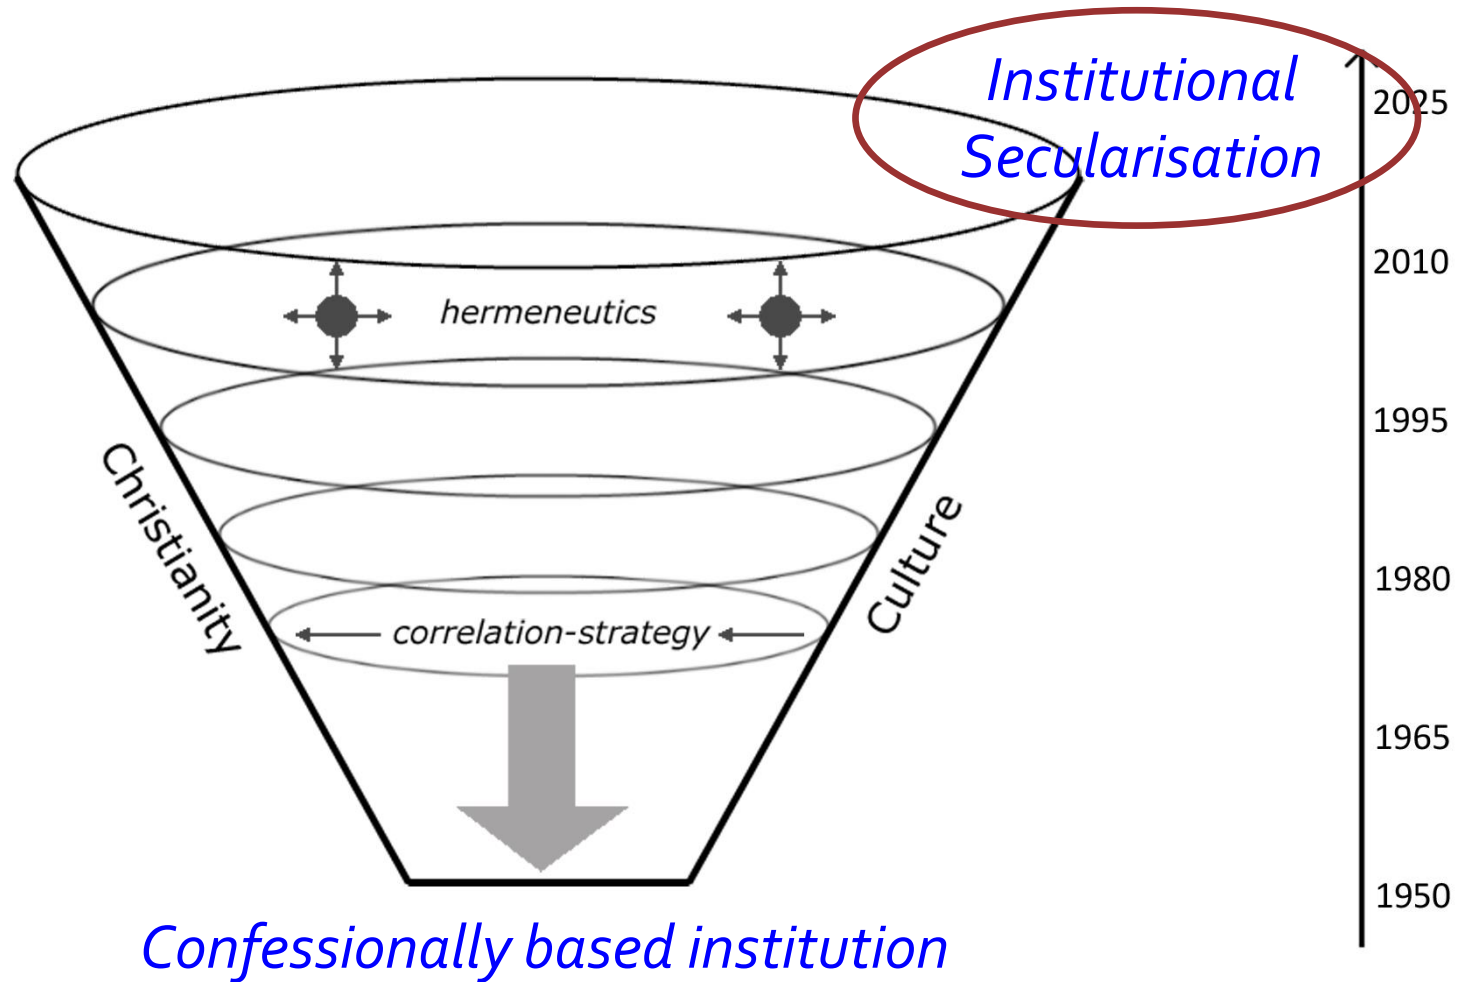 Institutional
Secularisation
2025
2010
hermeneutics
1995
Christianity
Culture
1980
correlation-strategy
1965
1950
Confessionally based institution